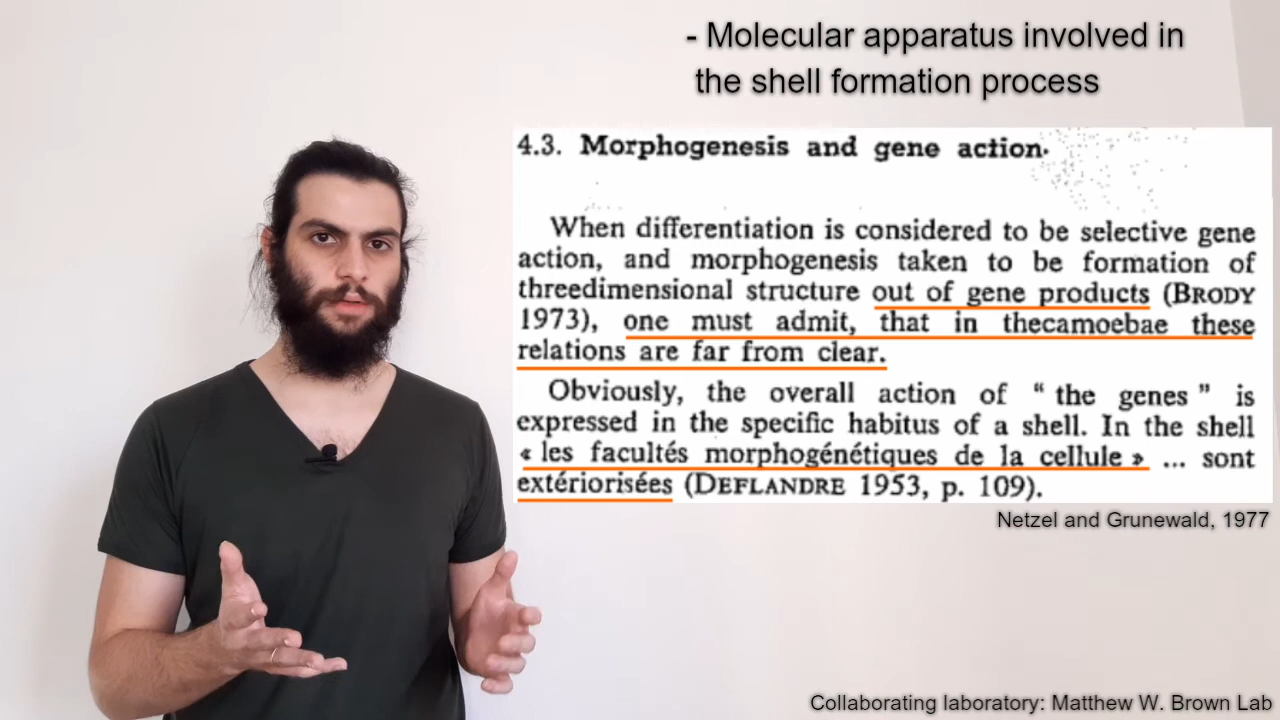 - Molecular apparatus involved in
the shell formation process
4.3. Morphogenesis and gene action.
When differentiation is considered to be selective gene
action, and morphogenesis taken to be formation of
threedimensional structure out of gene products (BRODY
1973), one must admit, that in thecamoebae these
relations are far from clear.
Obviously, the overall action of “ the genes ” is
expressed in the specific habitus of a shell. In the shell
« les facultés morphogénétiques de la cellule » ... sont
extériorisées (DEFLANDRE 1953, p. 109).
Netzel and Grunewald, 1977
Collaborating laboratory: Matthew W. Brown Lab